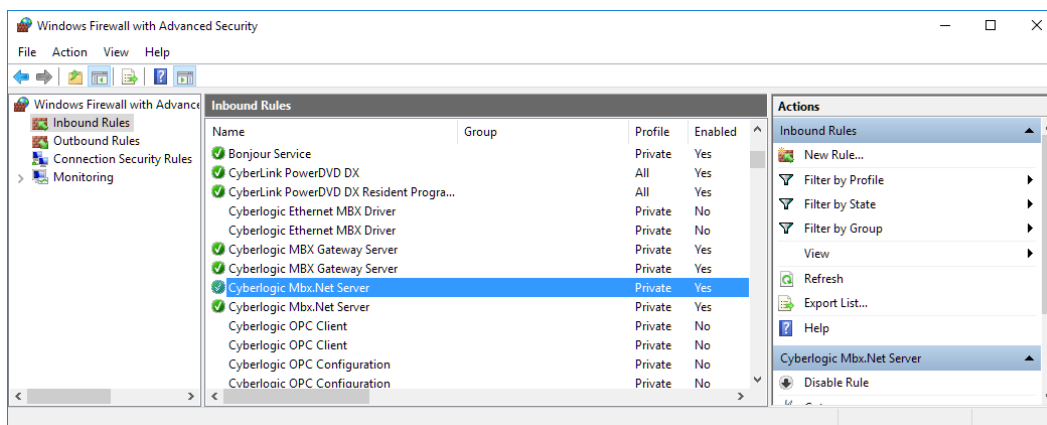 Windows Firewall with Advanced Security
File Action View Help
Windows Firewall with Advance
Inbound Rules
Outbound Rules
Connection Security Rules
Monitoring
Inbound Rules
Name Group Profile Enabled
Bonjour Service Private Yes
CyberLink PowerDVD DX All Yes
CyberLink PowerDVD DX Resident Progra... All Yes
Cyberlogic Ethernet MBX Driver Private No
Cyberlogic Ethernet MBX Driver Private No
Cyberlogic MBX Gateway Server Private Yes
Cyberlogic MBX Gateway Server Private Yes
Cyberlogic Mbx.Net Server Private Yes
Cyberlogic Mbx.Net Server Private Yes
Cyberlogic OPC Client Private No
Cyberlogic OPC Client Private No
Cyberlogic OPC Configuration Private No
Cyberlogic OPC Configuration Private No
Actions
Inbound Rules
New Rule...
Filter by Profile
Filter by State
Filter by Group
View
Refresh
Export List...
Help
Cyberlogic Mbx.Net Server
Disable Rule